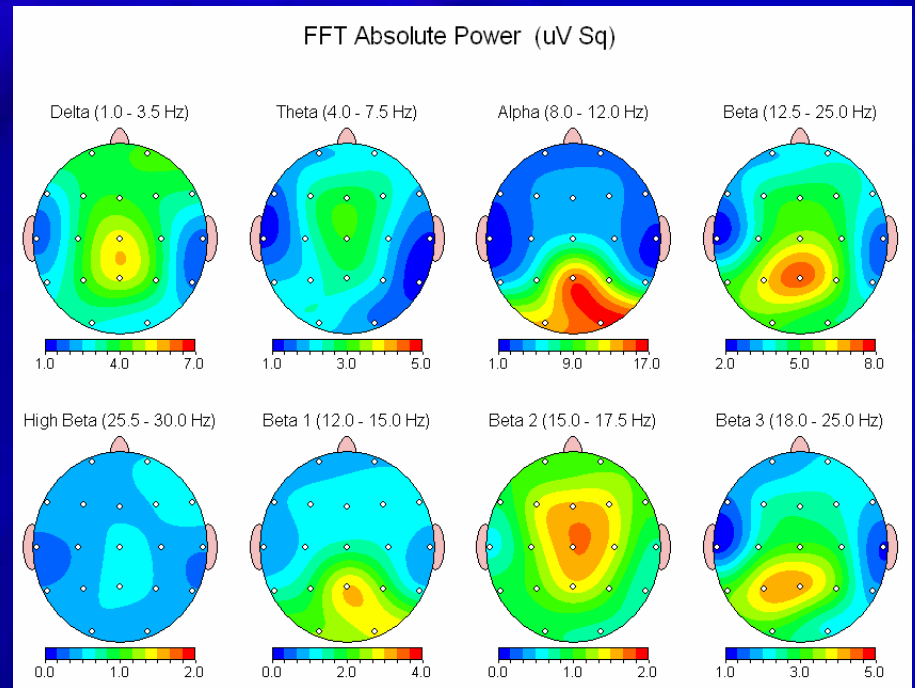 FFT Absolute Power (uV Sq)
Delta (1.0 - 3.5 Hz) Theta (4.0 - 7.5 Hz) Alpha (8.0 - 12.0 Hz) Beta (12.5 - 25.0 Hz)
1.0 4.0 7.0 1.0 3.0 5.0 1.0 9.0 17.0 2.0 5.0 8.0
High Beta (25.5 - 30.0 Hz) Beta 1 (12.0 - 15.0 Hz) Beta 2 (15.0 - 17.5 Hz) Beta 3 (18.0 - 25.0 Hz)
0.0 1.0 2.0 0.0 2.0 4.0 0.0 1.0 2.0 1.0 3.0 5.0